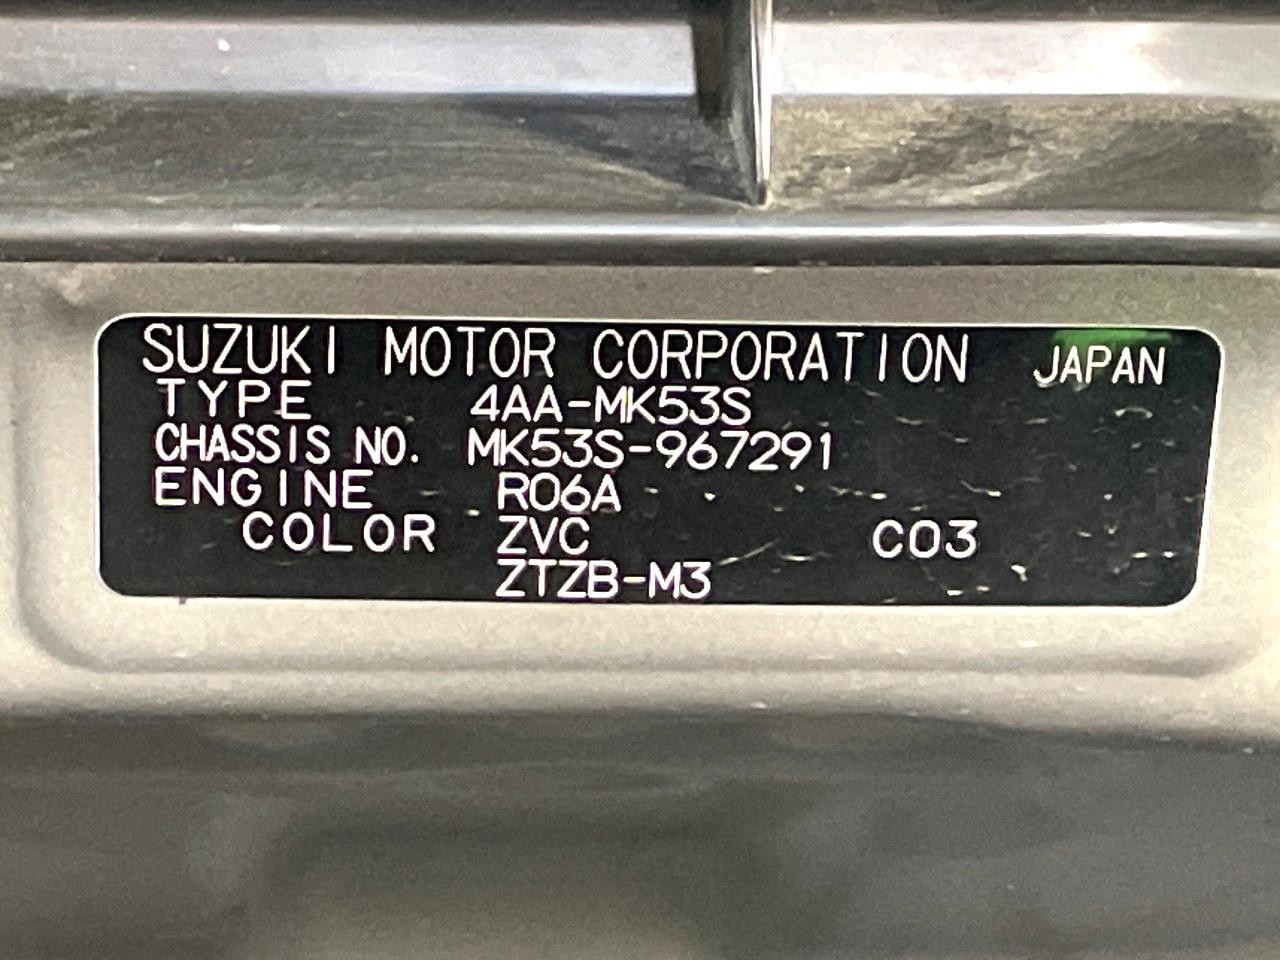 SUZUKI MOTOR CORPORATION JAPAN
TYPE 4AA-MK53S
CHASSIS NO. MK53S-967291
ENGINE R06A
COLOR ZVC C03
ZTZB-M3